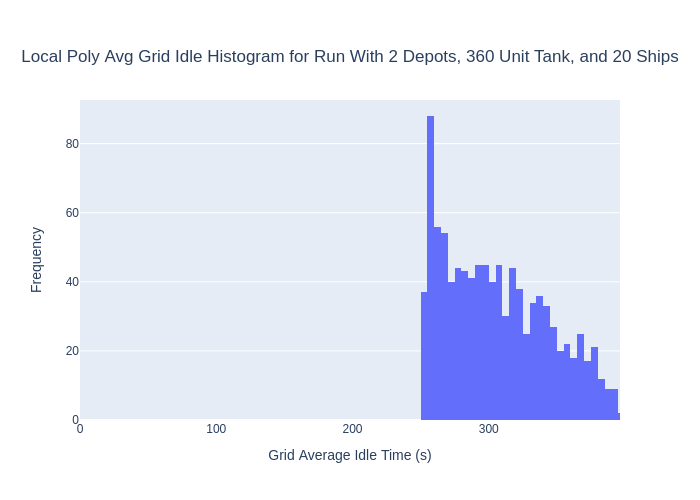 Local Poly Avg Grid Idle Histogram for Run With 2 Depots, 360 Unit Tank, and 20 Ships
80
60
40
20
0
0 100 200 300
Frequency
Grid Average Idle Time (s)